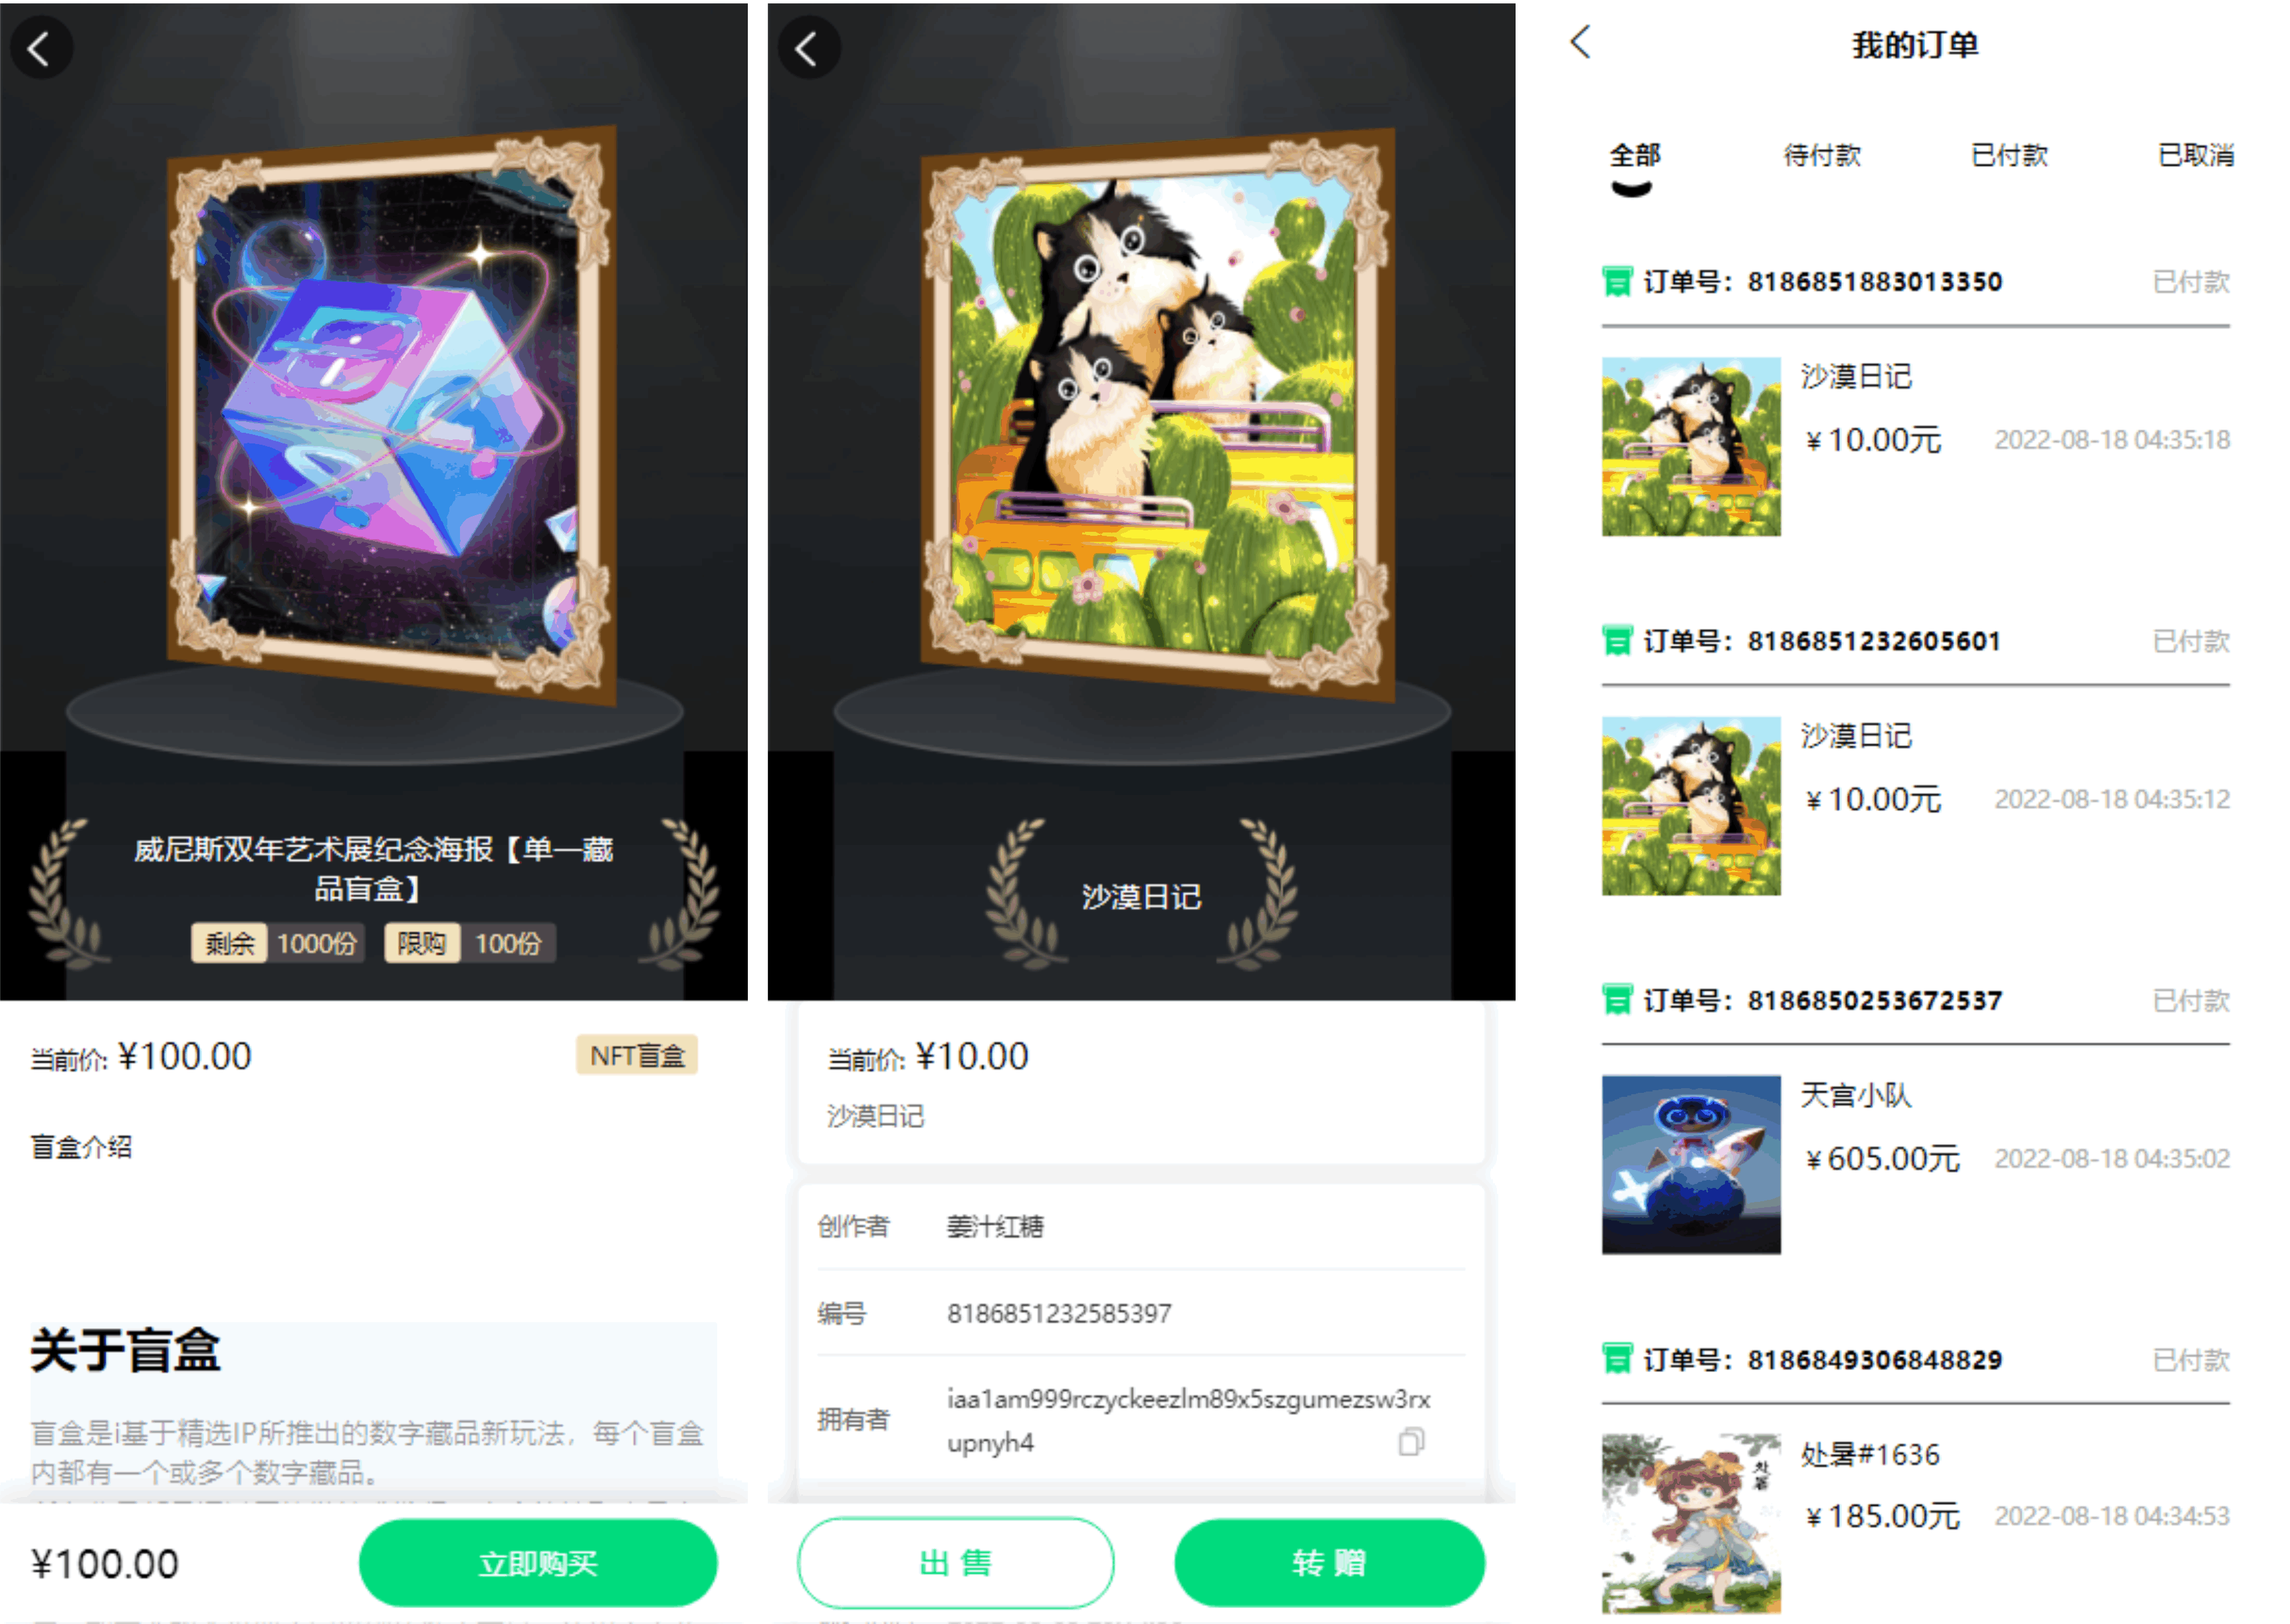 威尼斯双年艺术展纪念海报【单一藏
品盲盒】
剩余 1000份 限购 100份
当前价: ¥100.00 NFT盲盒
盲盒介绍
关于盲盒
盲盒是i基于精选IP所推出的数字藏品新玩法，每个盲盒
内都有一个或多个数字藏品。
¥100.00 立即购买
沙漠日记
当前价: ¥10.00
沙漠日记
创作者 姜汁红糖
编号 8186851232585397
拥有者 iaa1am999rczyckeezlm89x5szgumezsw3rx
upnyh4
出售 转赠
我的订单
全部 待付款 已付款 已取消
订单号：8186851883013350 已付款
沙漠日记
¥10.00元 2022-08-18 04:35:18
订单号：8186851232605601 已付款
沙漠日记
¥10.00元 2022-08-18 04:35:12
订单号：8186850253672537 已付款
天宫小队
¥605.00元 2022-08-18 04:35:02
订单号：8186849306848829 已付款
处暑
处暑#1636
¥185.00元 2022-08-18 04:34:53